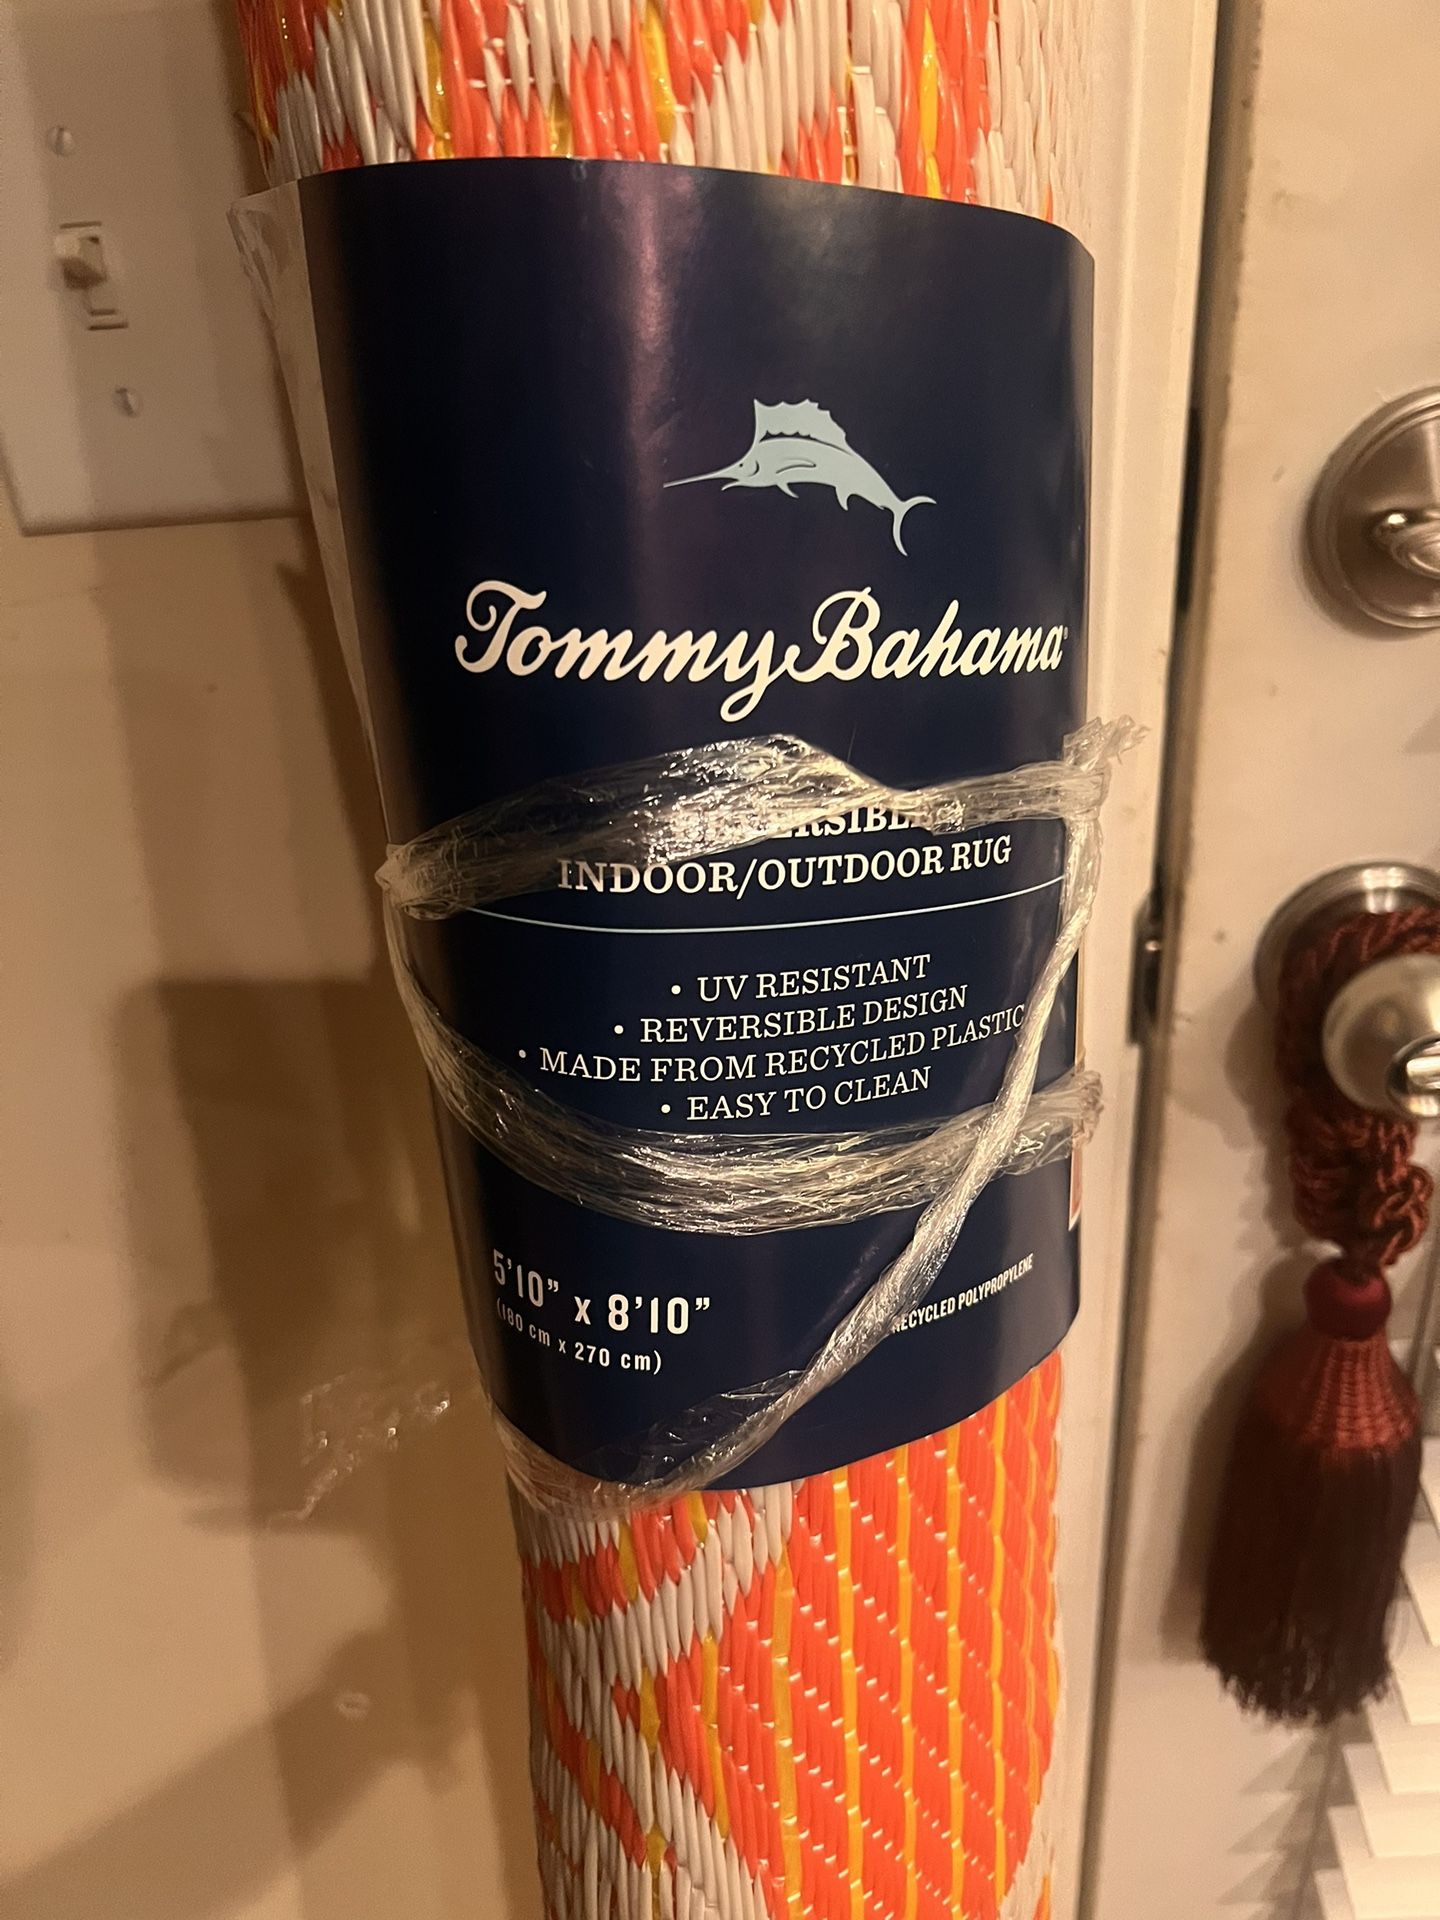 Tommy Bahama®
REVERSIBLE
INDOOR/OUTDOOR RUG
• UV RESISTANT
• REVERSIBLE DESIGN
• MADE FROM RECYCLED PLASTIC
• EASY TO CLEAN
5'10" x 8'10"
(180 cm x 270 cm)
RECYCLED POLYPROPYLENE